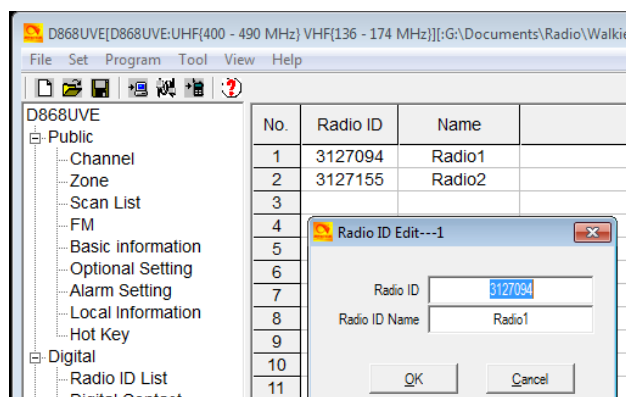 D868UVE[D868UVE:UHF{400 - 490 MHz} VHF{136 - 174 MHz}][:G:\Documents\Radio\Walkie
File Set Program Tool View Help
D868UVE
Public
Channel
Zone
Scan List
FM
Basic information
Optional Setting
Alarm Setting
Local Information
Hot Key
Digital
Radio ID List
Digital Contact
No. Radio ID Name
1 3127094 Radio1
2 3127155 Radio2
3
4
5
6
7
8
9
10
11
Radio ID Edit---1
Radio ID 3127094
Radio ID Name Radio1
OK Cancel